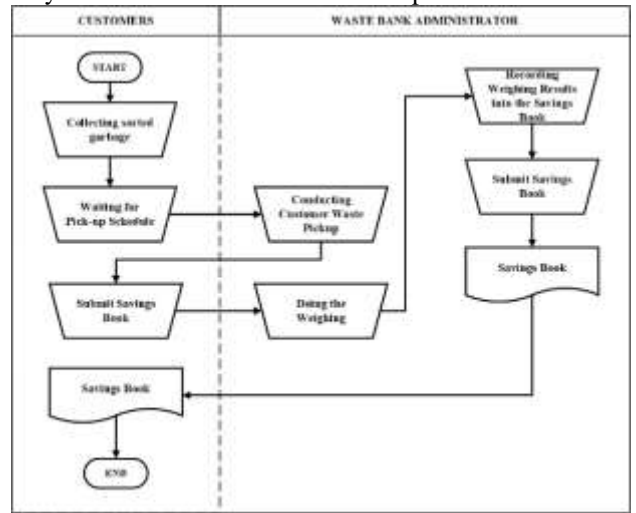 CUSTOMERS
WASTE BANK ADMINISTRATOR
START
Collecting sorted
garbage
Waiting for
Pick-up Schedule
Conducting
Customer Waste
Pickup
Submit Savings
Book
Doing the
Weighing
Recording
Weighing Results
into the Savings
Book
Submit Savings
Book
Savings Book
Savings Book
END